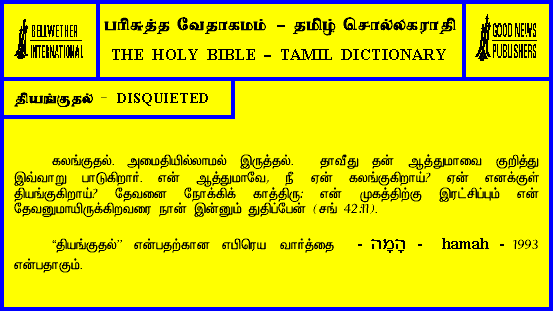 BELLWETHER
INTERNATIONAL
பரிசுத்த வேதாகமம் – தமிழ் சொல்லகராதி
THE HOLY BIBLE – TAMIL DICTIONARY
GOOD NEWS
PUBLISHERS
தியங்குதல் – DISQUIETED
கலங்குதல். அமைதியில்லாமல் இருத்தல். தாவீது தன் ஆத்துமாவை குறித்து
இவ்வாறு பாடுகிறார். என் ஆத்துமாவே, நீ ஏன் கலங்குகிறாய்? ஏன் எனக்குள்
தியங்குகிறாய்? தேவனை நோக்கிக் காத்திரு; என் முகத்திற்கு இரட்சிப்பும் என்
தேவனுமாயிருக்கிறவரை நான் இன்னும் துதிப்பேன் (சங் 42:11).
“தியங்குதல்” என்பதற்கான எபிரெய வார்த்தை - הָמָה - hamah - 1993
என்பதாகும்.